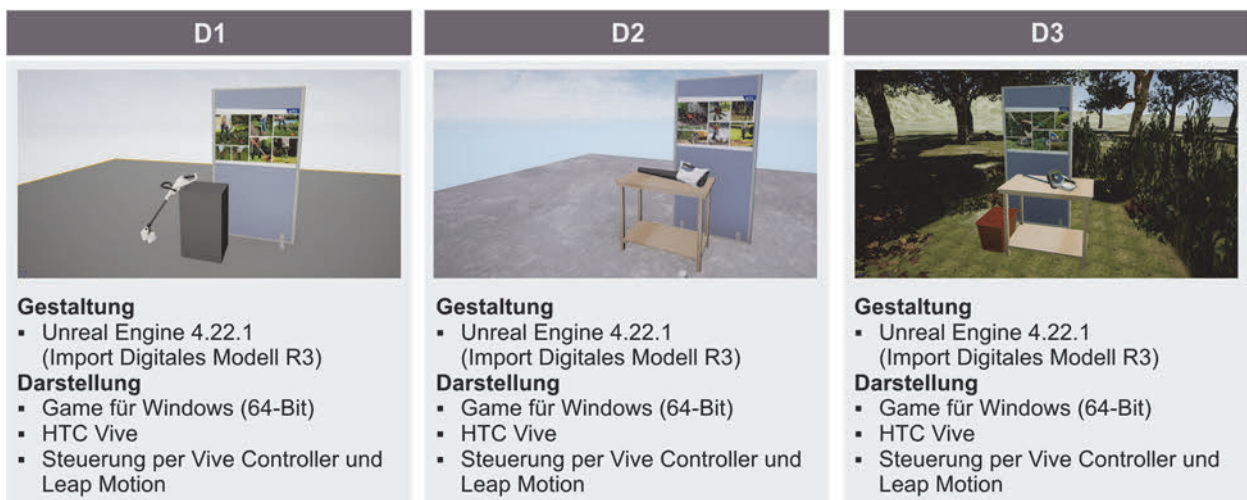 D1
Gestaltung
▪ Unreal Engine 4.22.1
(Import Digitales Modell R3)
Darstellung
▪ Game für Windows (64-Bit)
▪ HTC Vive
▪ Steuerung per Vive Controller und
Leap Motion
D2
Gestaltung
▪ Unreal Engine 4.22.1
(Import Digitales Modell R3)
Darstellung
▪ Game für Windows (64-Bit)
▪ HTC Vive
▪ Steuerung per Vive Controller und
Leap Motion
D3
Gestaltung
▪ Unreal Engine 4.22.1
(Import Digitales Modell R3)
Darstellung
▪ Game für Windows (64-Bit)
▪ HTC Vive
▪ Steuerung per Vive Controller und
Leap Motion